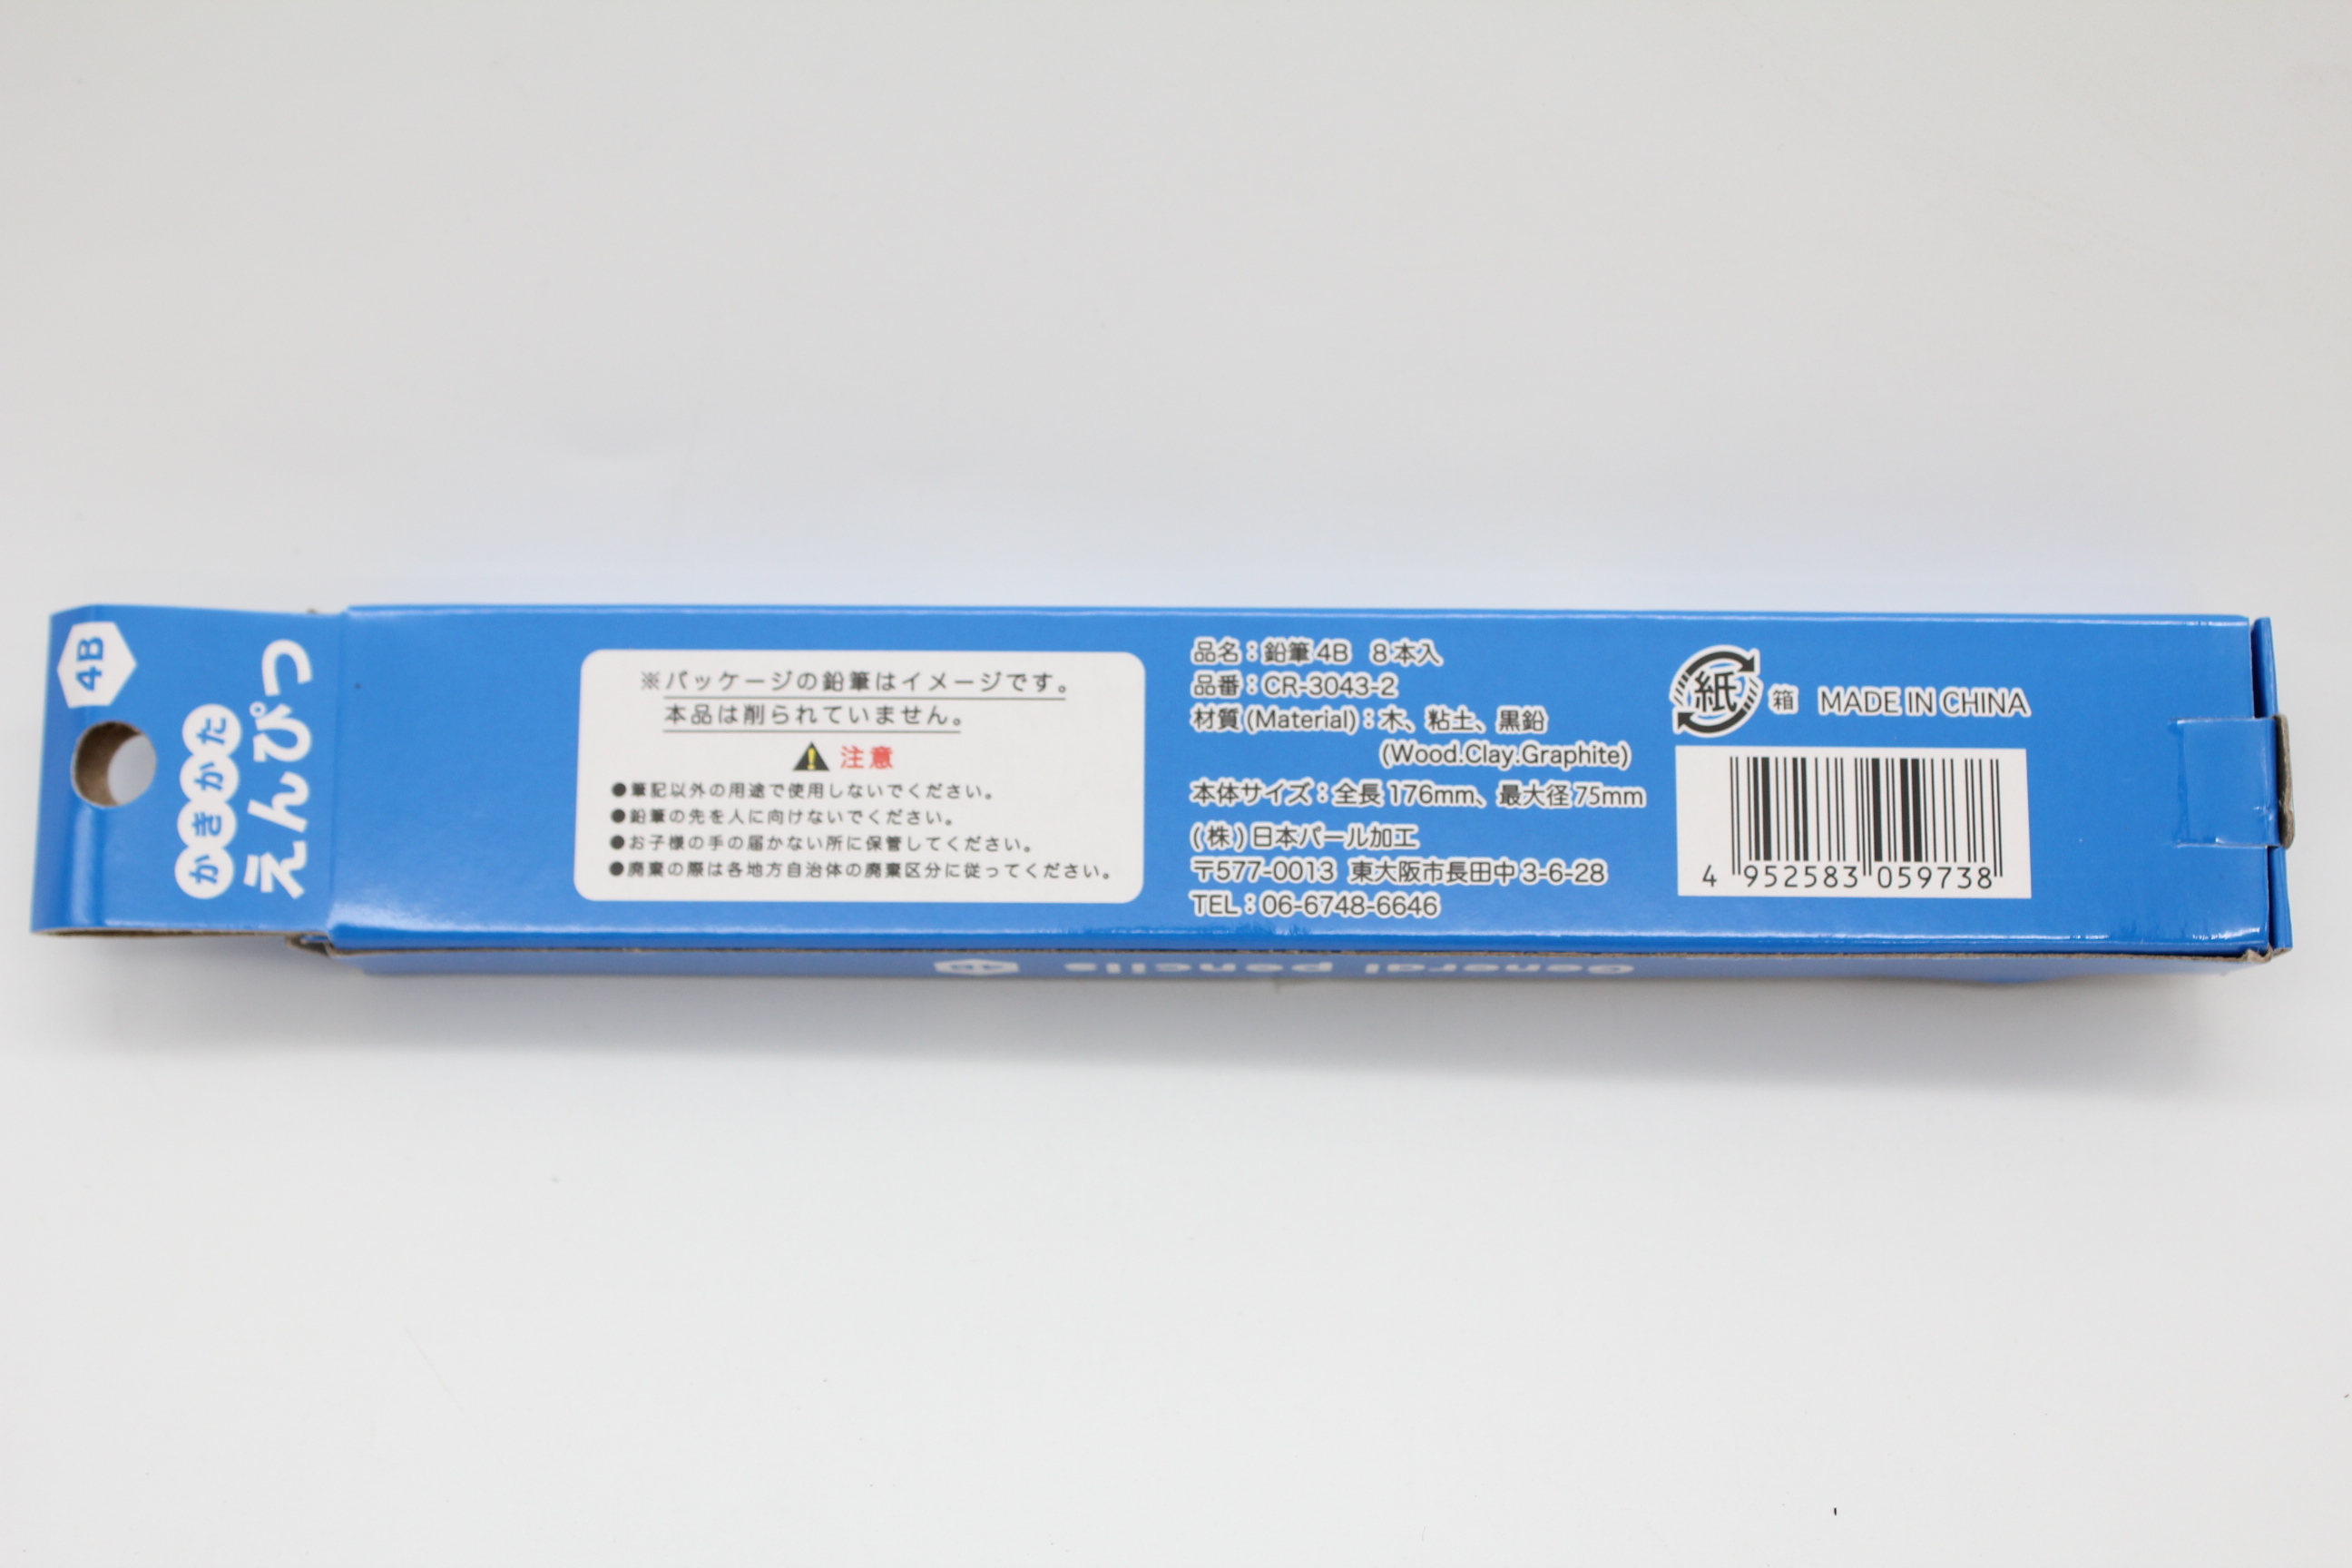 4B
かきかた
えんぴつ
※パッケージの鉛筆はイメージです。
本品は削られていません。
注意
●筆記以外の用途で使用しないでください。
●鉛筆の先を人に向けないでください。
●お子様の手の届かない所に保管してください。
●廃棄の際は各地方自治体の廃棄区分に従ってください。
品名：鉛筆4B 8本入
品番：CR-3043-2
材質(Material)：木、粘土、黒鉛
(Wood.Clay.Graphite)
本体サイズ：全長176mm、最大径75mm
(株)日本パール加工
〒577-0013 東大阪市長田中3-6-28
TEL：06-6748-6646
紙 箱 MADE IN CHINA
4 952583 059738
General pencils 4B